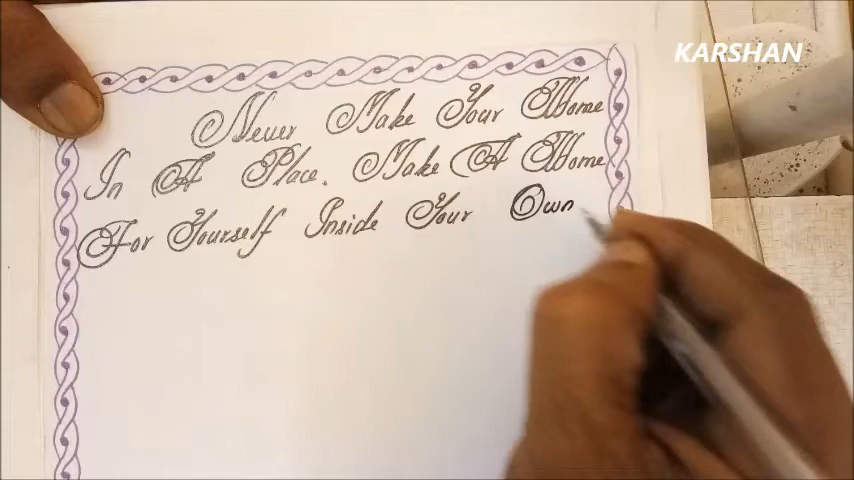 KARSHAN
Never Make Your Home
In A Place. Make A Home
For Yourself Inside Your Own